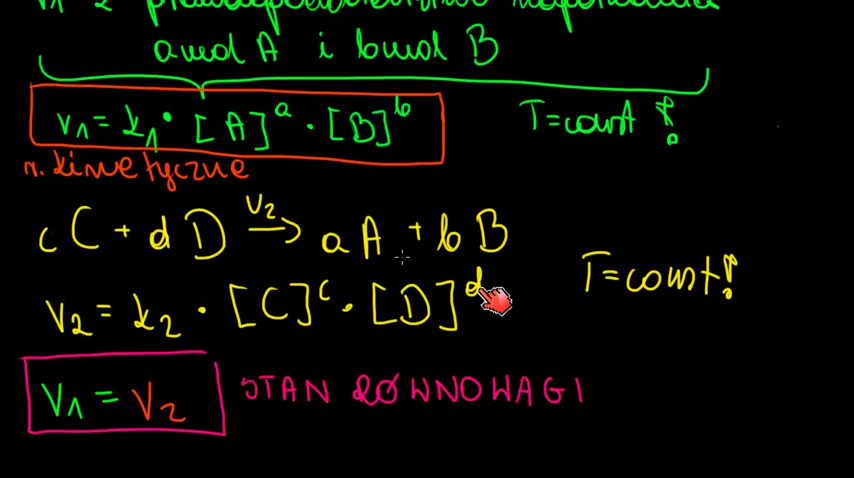 amol A i bmol B
v₁ = k₁ · [A]ᵃ · [B]ᵇ T=const !
r. kinetyczne
cC + dD →(v₂) aA + bB
v₂ = k₂ · [C]ᶜ · [D]ᵈ T=const !
v₁ = v₂ STAN RÓWNOWAGI